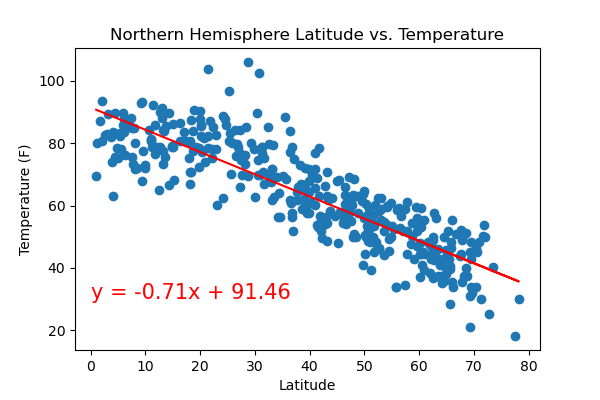 Northern Hemisphere Latitude vs. Temperature
100
80
60
40
20
Temperature (F)
y = -0.71x + 91.46
0 10 20 30 40 50 60 70 80
Latitude